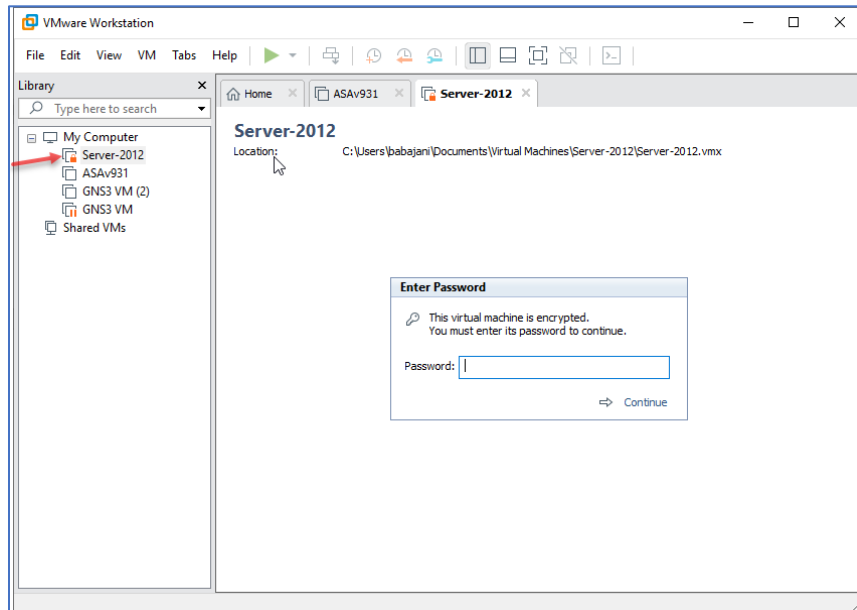 VMware Workstation
File Edit View VM Tabs Help
Library
Type here to search
My Computer
Server-2012
ASAv931
GNS3 VM (2)
GNS3 VM
Shared VMs
Home ASAv931 Server-2012
Server-2012
Location: C:\Users\babajani\Documents\Virtual Machines\Server-2012\Server-2012.vmx
Enter Password
This virtual machine is encrypted.
You must enter its password to continue.
Password:
Continue